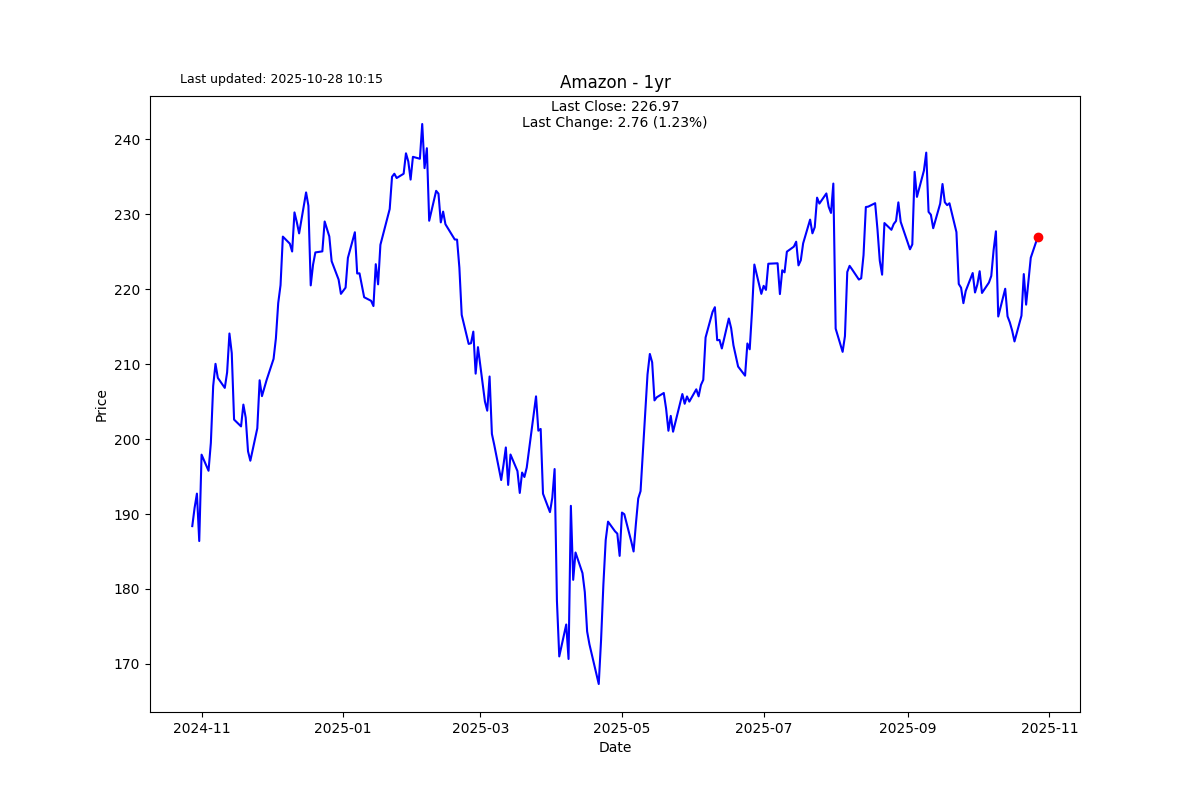 Last updated: 2025-10-28 10:15
Amazon - 1yr
Last Close: 226.97
Last Change: 2.76 (1.23%)
240
230
220
210
200
190
180
170
Price
2024-11
2025-01
2025-03
2025-05
2025-07
2025-09
2025-11
Date